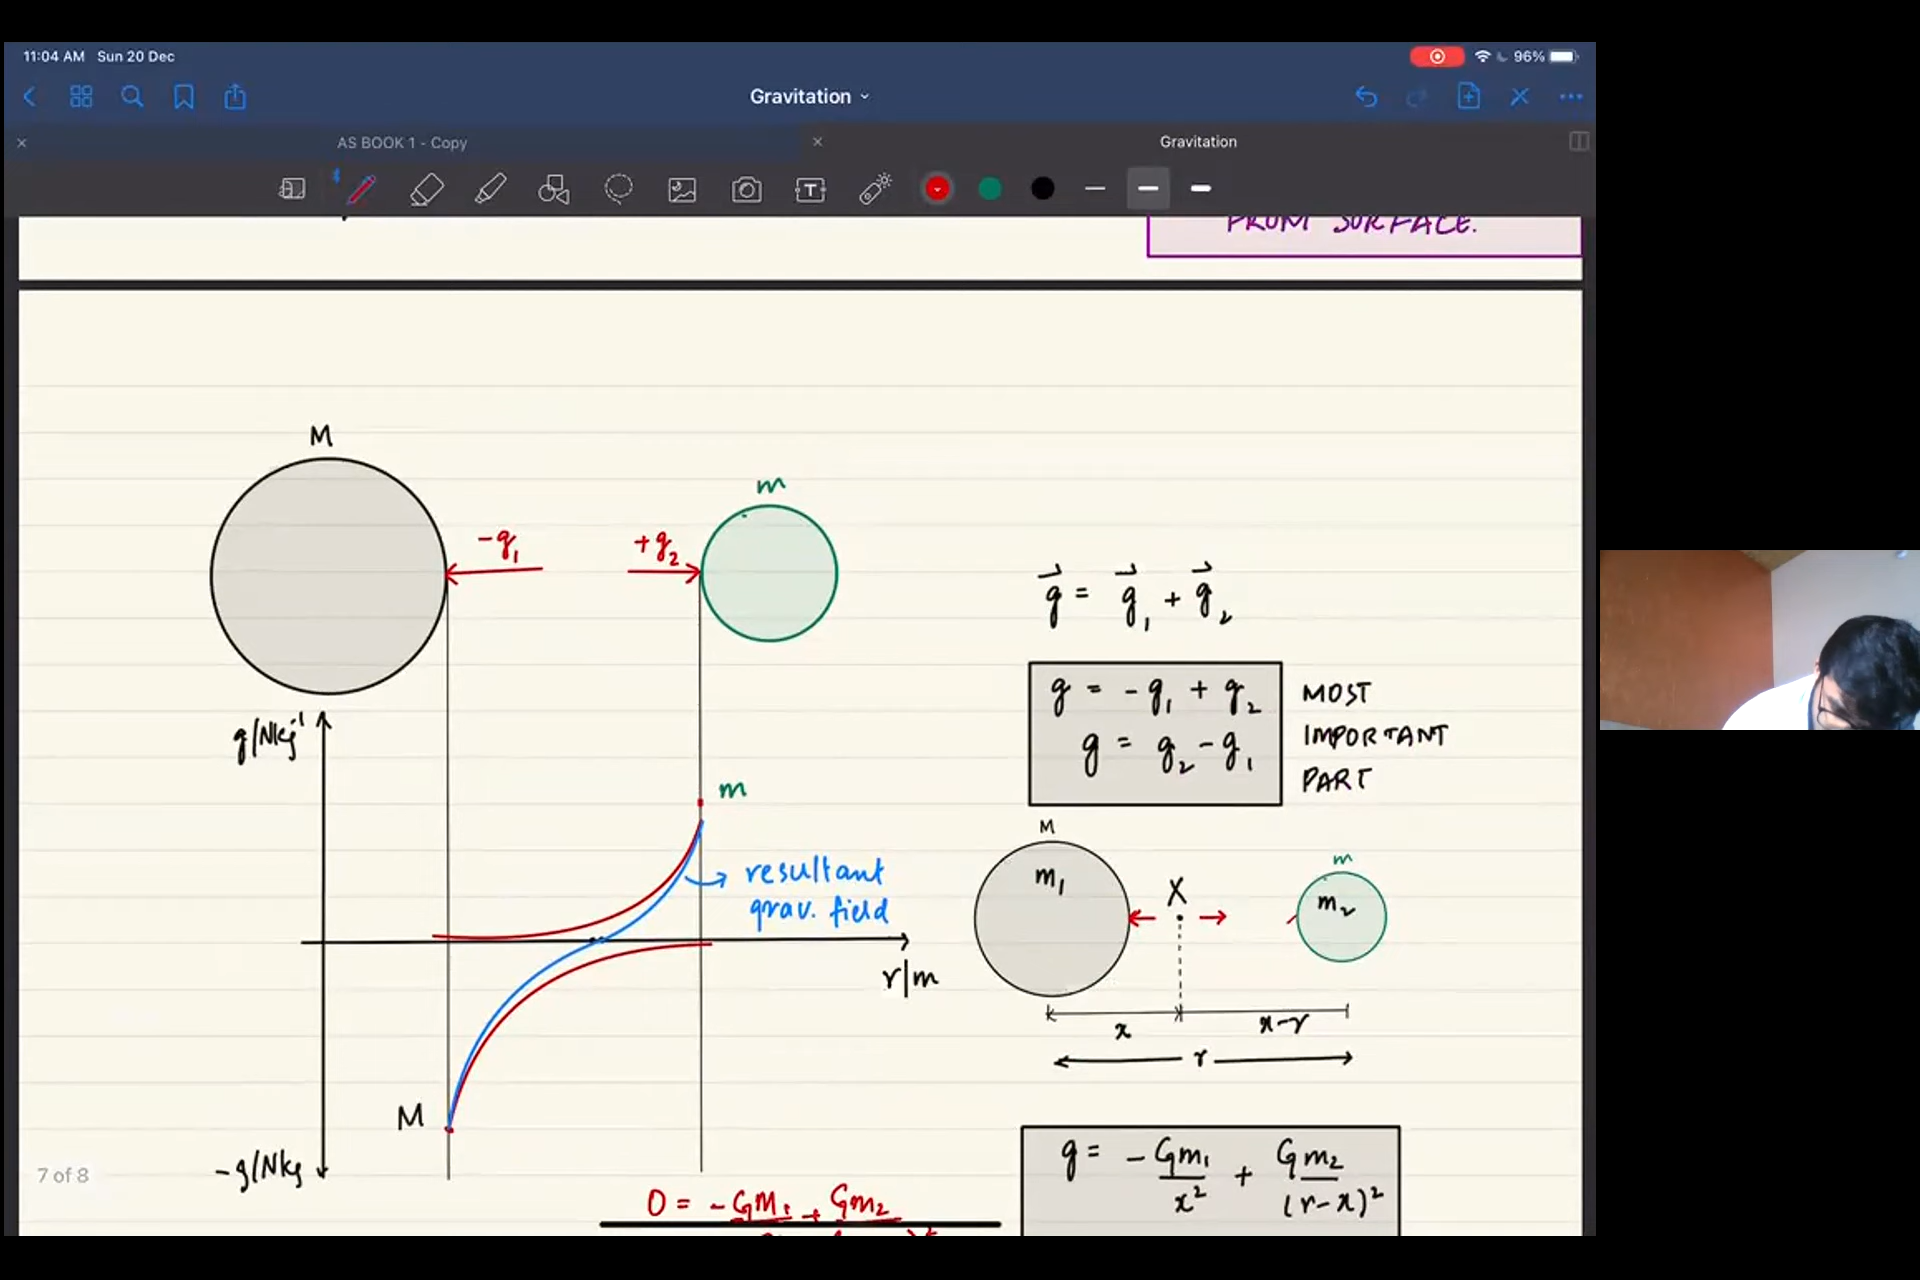 11:04 AM Sun 20 Dec
96%
Gravitation
AS BOOK 1 - Copy
Gravitation
FROM SURFACE.
M
m
-g₁
+g₂
g/Nkg⁻¹
m
resultant
grav. field
r/m
M
-g/Nkg
7 of 8
g⃗ = g⃗₁ + g⃗₂
g = -g₁ + g₂
g = g₂ - g₁
MOST
IMPORTANT
PART
M
m₁
X
m
m₂
x
x-r
r
0 = -GM₁ + Gm₂
g = -Gm₁/x² + Gm₂/(r-x)²